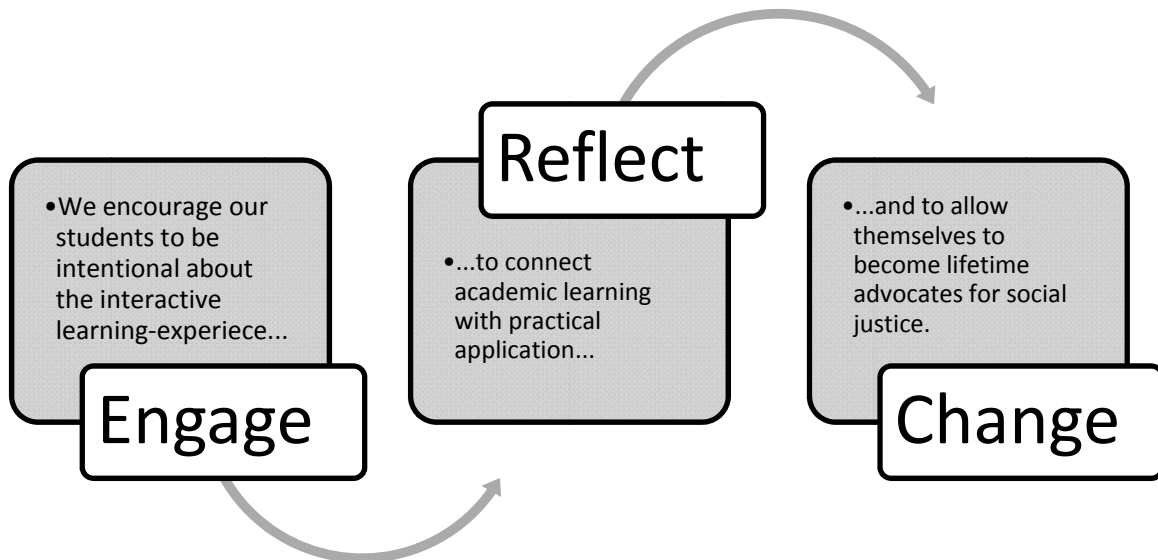 •We encourage our
students to be
intentional about
the interactive
learning-experiece...
Engage
Reflect
•...to connect
academic learning
with practical
application...
•...and to allow
themselves to
become lifetime
advocates for social
justice.
Change